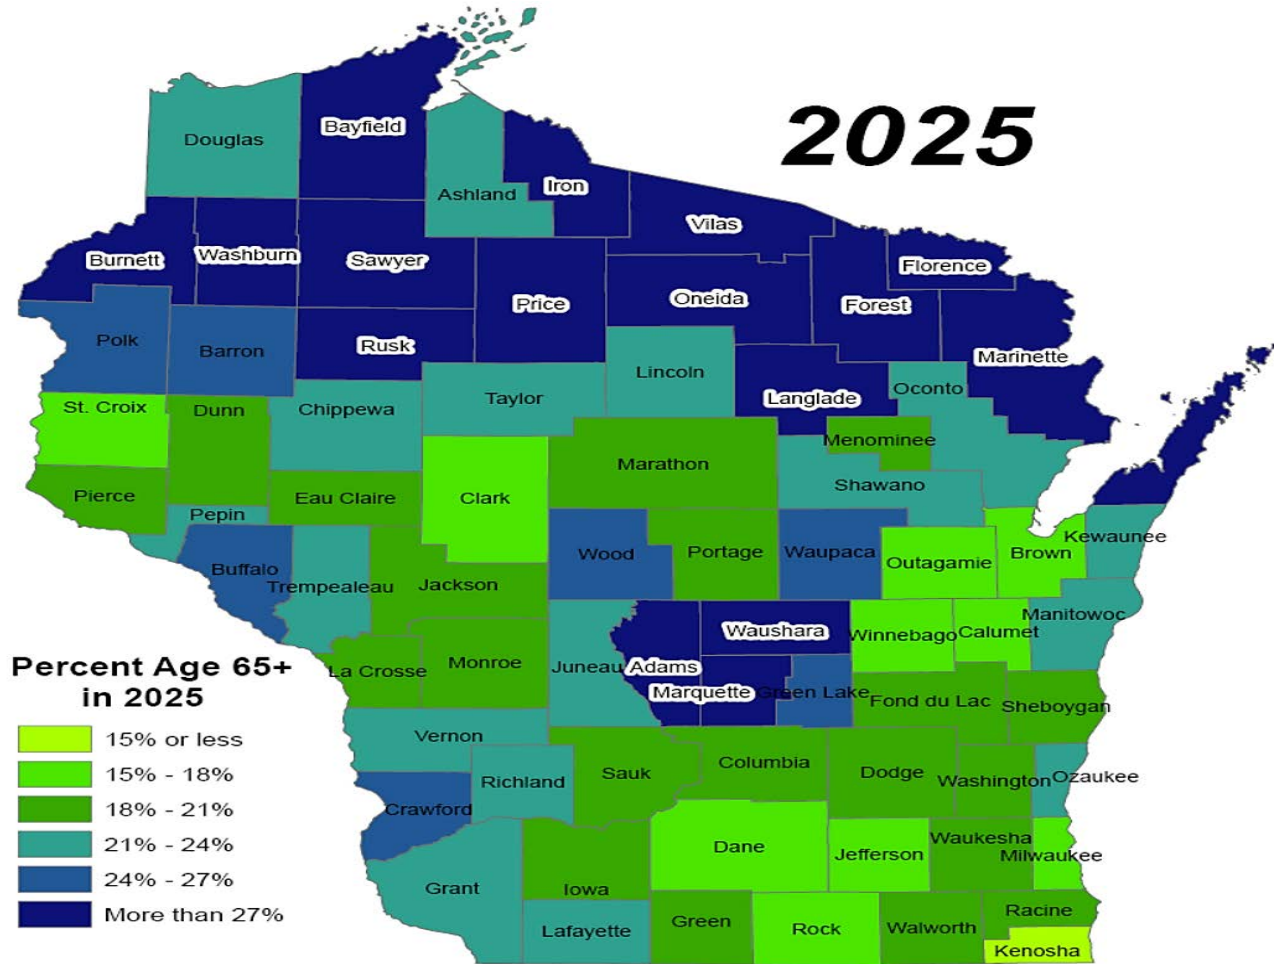 2025
Douglas
Bayfield
Ashland
Iron
Vilas
Burnett
Washburn
Sawyer
Price
Oneida
Forest
Florence
Polk
Barron
Rusk
Lincoln
Langlade
Marinette
Oconto
St. Croix
Dunn
Chippewa
Taylor
Marathon
Menominee
Shawano
Pierce
Pepin
Eau Claire
Clark
Wood
Portage
Waupaca
Outagamie
Brown
Kewaunee
Buffalo
Trempealeau
Jackson
Waushara
Winnebago
Calumet
Manitowoc
La Crosse
Monroe
Juneau
Adams
Marquette
Green Lake
Fond du Lac
Sheboygan
Vernon
Richland
Sauk
Columbia
Dodge
Washington
Ozaukee
Crawford
Grant
Iowa
Dane
Jefferson
Waukesha
Milwaukee
Lafayette
Green
Rock
Walworth
Racine
Kenosha
Percent Age 65+
in 2025
15% or less
15% - 18%
18% - 21%
21% - 24%
24% - 27%
More than 27%